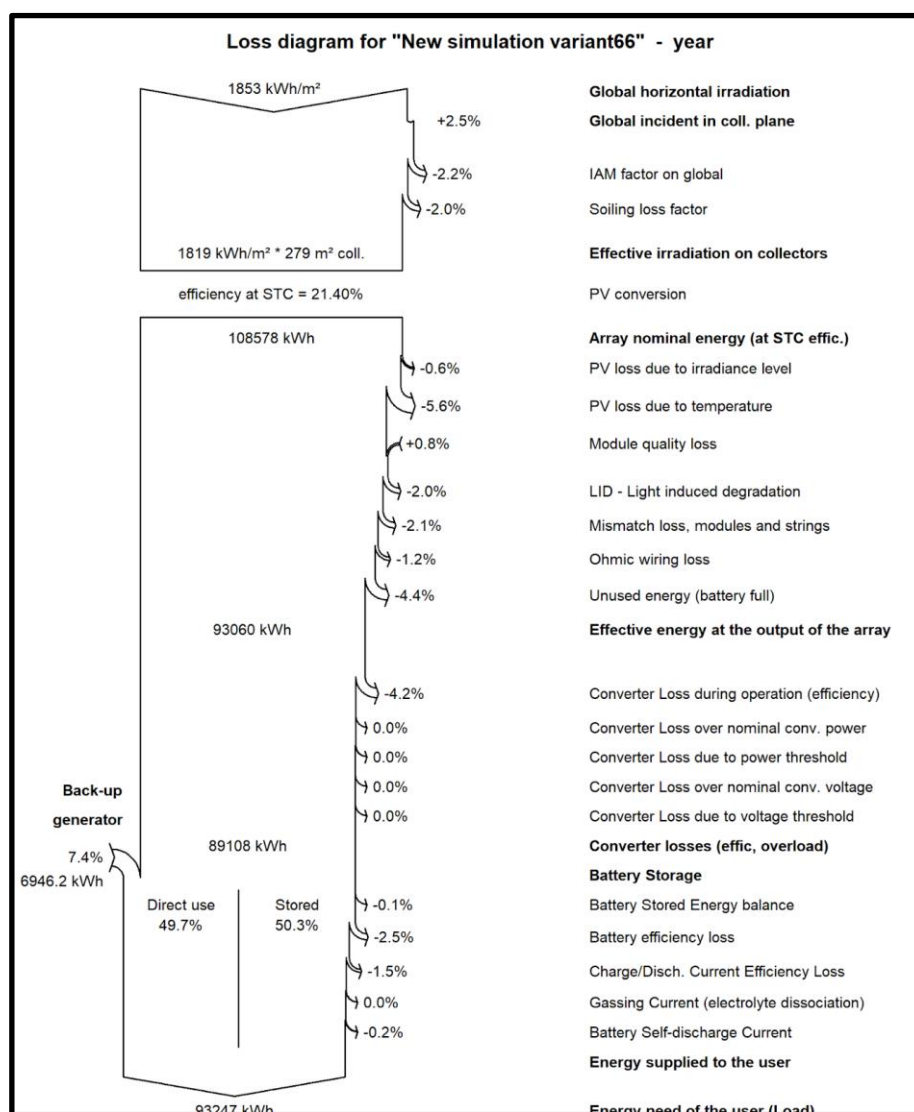 Loss diagram for "New simulation variant66" - year
1853 kWh/m² Global horizontal irradiation
+2.5% Global incident in coll. plane
-2.2% IAM factor on global
-2.0% Soiling loss factor
1819 kWh/m² * 279 m² coll. Effective irradiation on collectors
efficiency at STC = 21.40% PV conversion
108578 kWh Array nominal energy (at STC effic.)
-0.6% PV loss due to irradiance level
-5.6% PV loss due to temperature
+0.8% Module quality loss
-2.0% LID - Light induced degradation
-2.1% Mismatch loss, modules and strings
-1.2% Ohmic wiring loss
-4.4% Unused energy (battery full)
93060 kWh Effective energy at the output of the array
-4.2% Converter Loss during operation (efficiency)
0.0% Converter Loss over nominal conv. power
0.0% Converter Loss due to power threshold
0.0% Converter Loss over nominal conv. voltage
0.0% Converter Loss due to voltage threshold
Back-up
generator
7.4%
6946.2 kWh
89108 kWh Converter losses (effic, overload)
Battery Storage
Direct use
49.7%
Stored
50.3%
-0.1% Battery Stored Energy balance
-2.5% Battery efficiency loss
-1.5% Charge/Disch. Current Efficiency Loss
0.0% Gassing Current (electrolyte dissociation)
-0.2% Battery Self-discharge Current
Energy supplied to the user
93247 kWh Energy need of the user (Load)